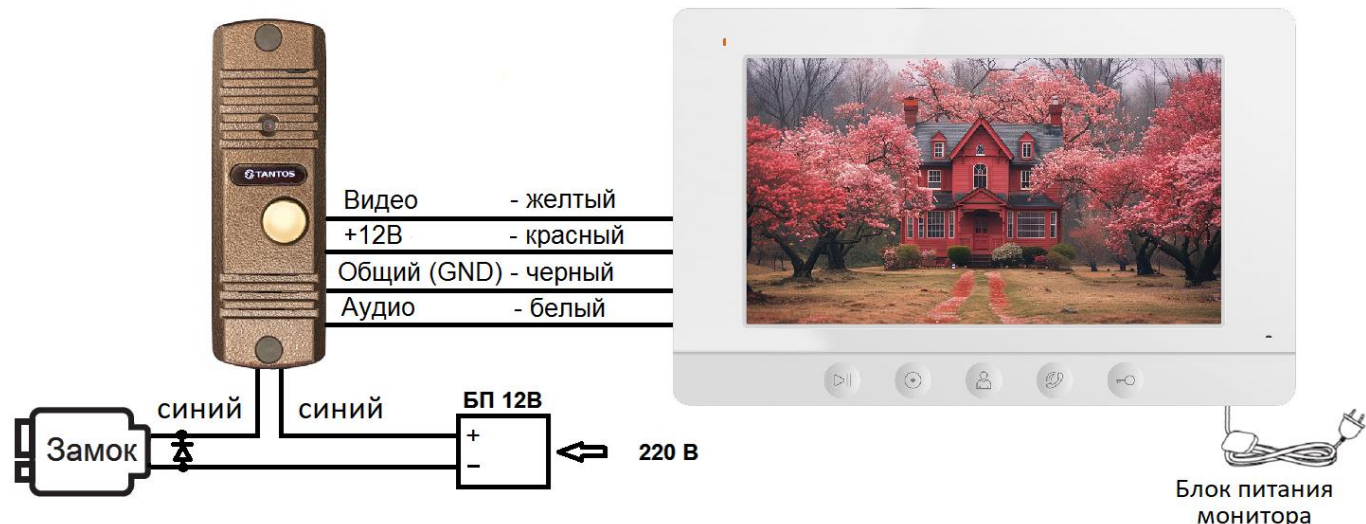 TANTOS
Видео - желтый
+12В - красный
Общий (GND) - черный
Аудио - белый
синий синий БП 12В
Замок + 220 В
−
Блок питания
монитора